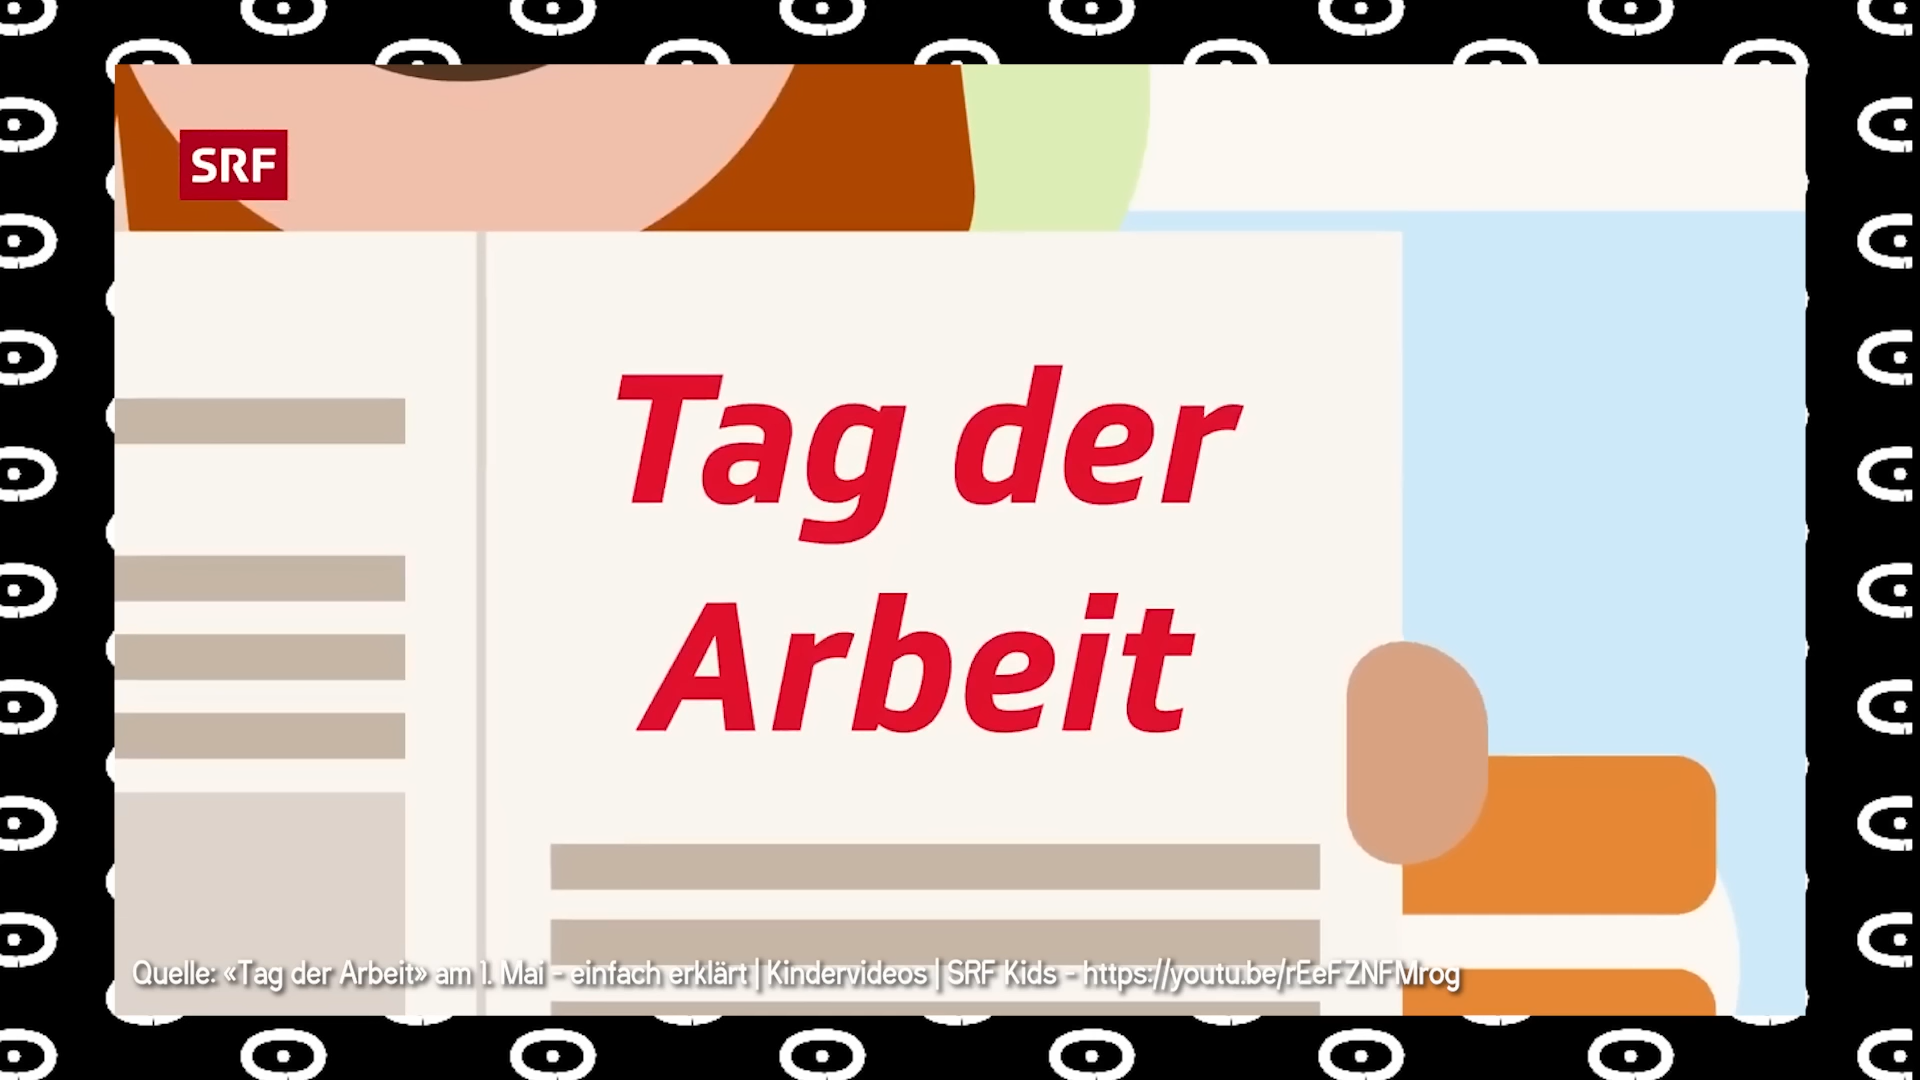 SRF
Tag der
Arbeit
Quelle: «Tag der Arbeit» am 1. Mai - einfach erklärt | Kindervideos | SRF Kids - https://youtu.be/rEeFZNFMrog